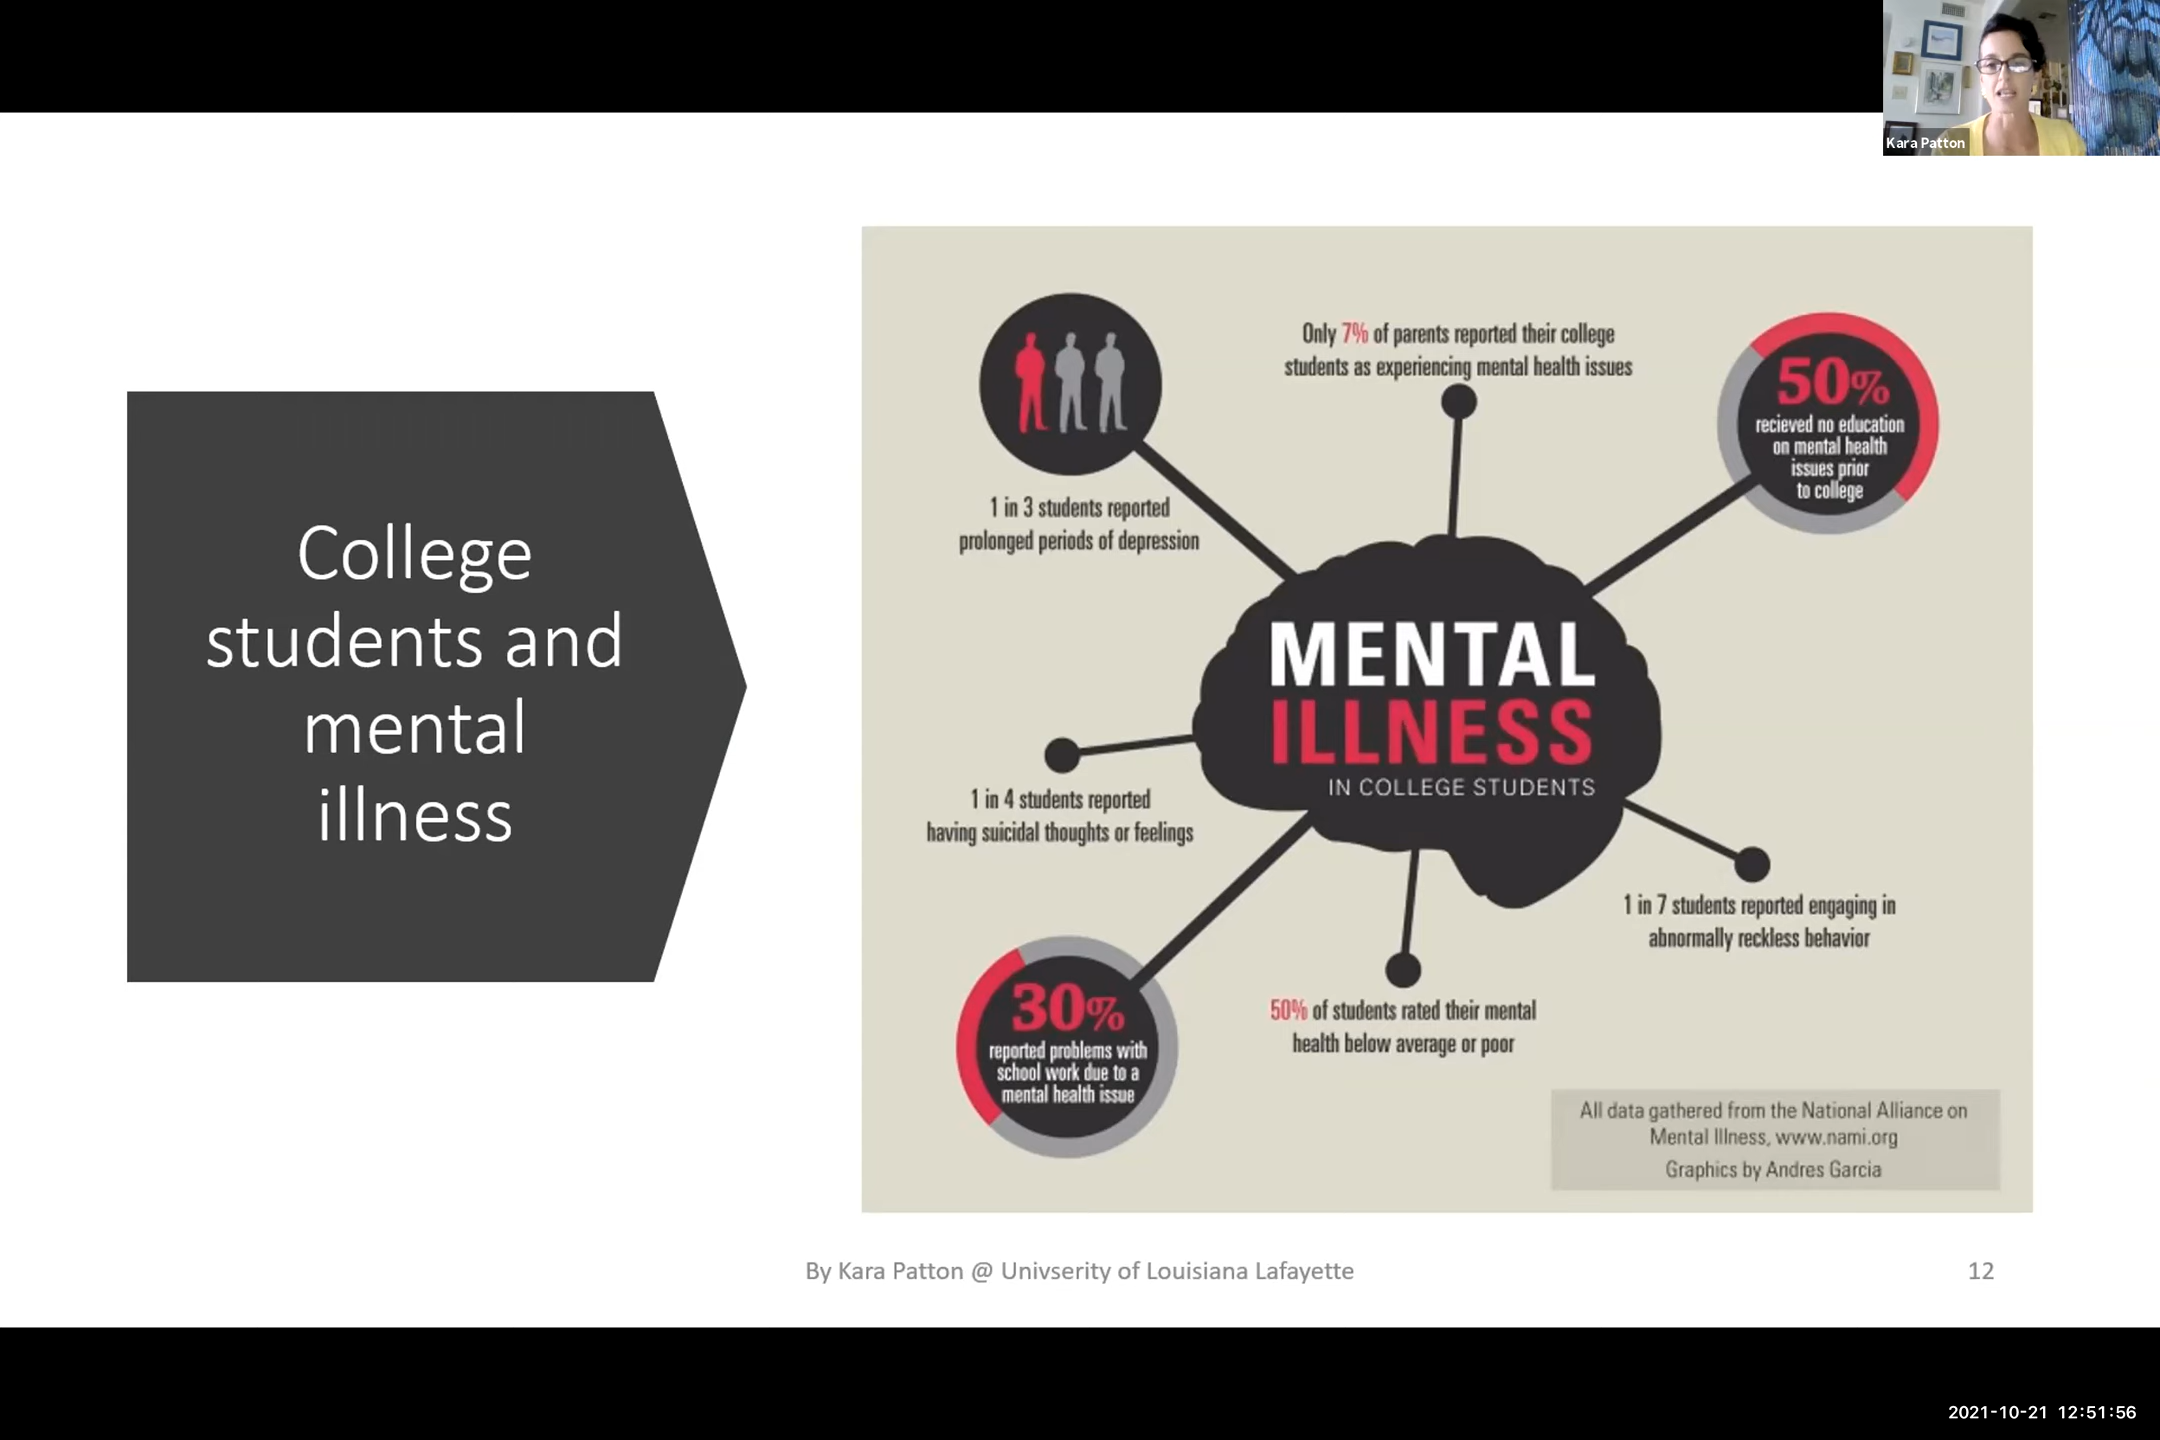 Kara Patton
College
students and
mental
illness
1 in 3 students reported
prolonged periods of depression
Only 7% of parents reported their college
students as experiencing mental health issues
50%
recieved no education
on mental health
issues prior
to college
MENTAL
ILLNESS
IN COLLEGE STUDENTS
1 in 4 students reported
having suicidal thoughts or feelings
1 in 7 students reported engaging in
abnormally reckless behavior
30%
reported problems with
school work due to a
mental health issue
50% of students rated their mental
health below average or poor
All data gathered from the National Alliance on
Mental Illness, www.nami.org
Graphics by Andres Garcia
By Kara Patton @ Univserity of Louisiana Lafayette
12
2021-10-21 12:51:56